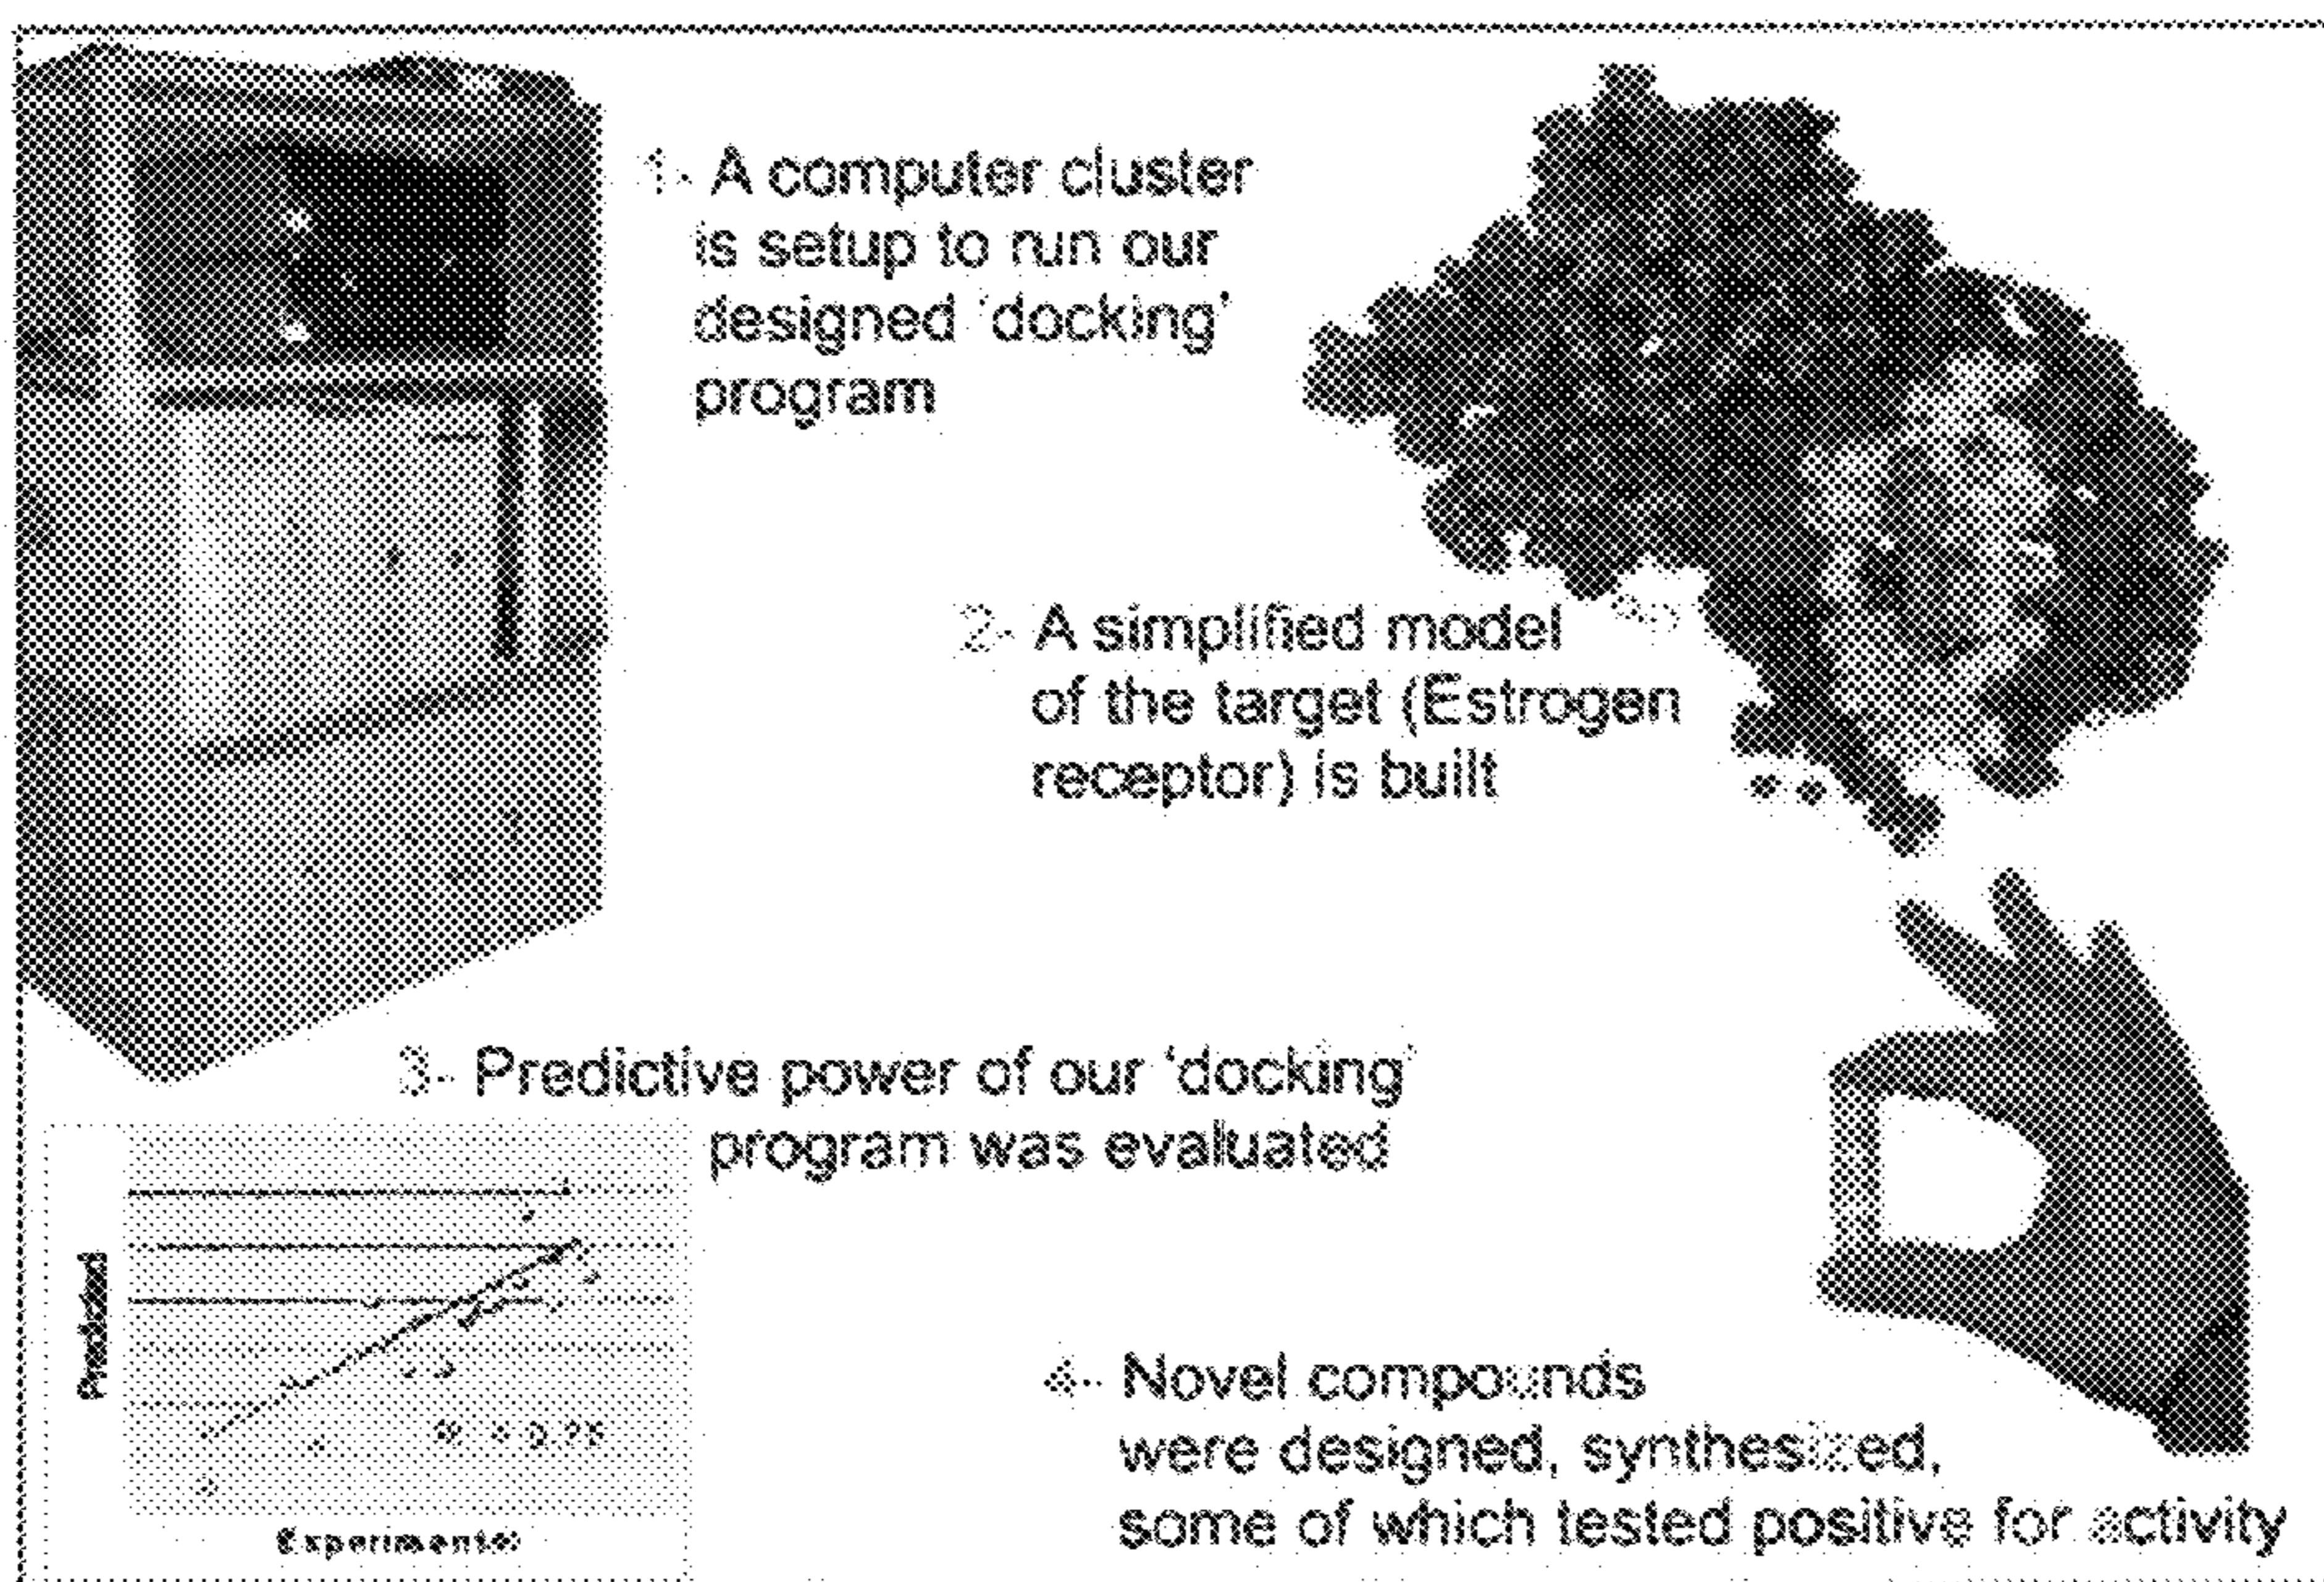 1- A computer cluster
is setup to run our
designed 'docking'
program
2- A simplified model
of the target (Estrogen
receptor) is built
3- Predictive power of our 'docking'
program was evaluated
Predicted
Experimental
4- Novel compounds
were designed, synthesized,
some of which tested positive for activity